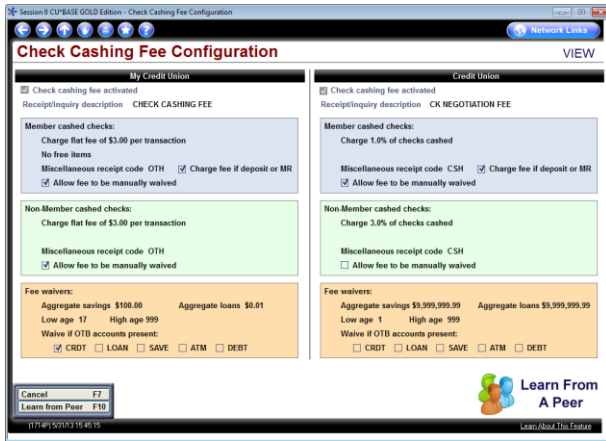 Session 0 CU*BASE GOLD Edition - Check Cashing Fee Configuration
Network Links
Check Cashing Fee Configuration
VIEW
My Credit Union
Check cashing fee activated
Receipt/inquiry description CHECK CASHING FEE
Member cashed checks:
Charge flat fee of $3.00 per transaction
No free items
Miscellaneous receipt code OTH Charge fee if deposit or MR
Allow fee to be manually waived
Non-Member cashed checks:
Charge flat fee of $3.00 per transaction
Miscellaneous receipt code OTH
Allow fee to be manually waived
Fee waivers:
Aggregate savings $100.00 Aggregate loans $0.01
Low age 17 High age 999
Waive if OTB accounts present:
CRDT LOAN SAVE ATM DEBT
Credit Union
Check cashing fee activated
Receipt/inquiry description CK NEGOTIATION FEE
Member cashed checks:
Charge 1.0% of checks cashed
Miscellaneous receipt code CSH Charge fee if deposit or MR
Allow fee to be manually waived
Non-Member cashed checks:
Charge 3.0% of checks cashed
Miscellaneous receipt code CSH
Allow fee to be manually waived
Fee waivers:
Aggregate savings $9,999,999.99 Aggregate loans $9,999,999.99
Low age 1 High age 999
Waive if OTB accounts present:
CRDT LOAN SAVE ATM DEBT
Cancel F7
Learn from Peer F10
Learn From
A Peer
(1714P) 5/31/13 15:45:15
Learn About This Feature